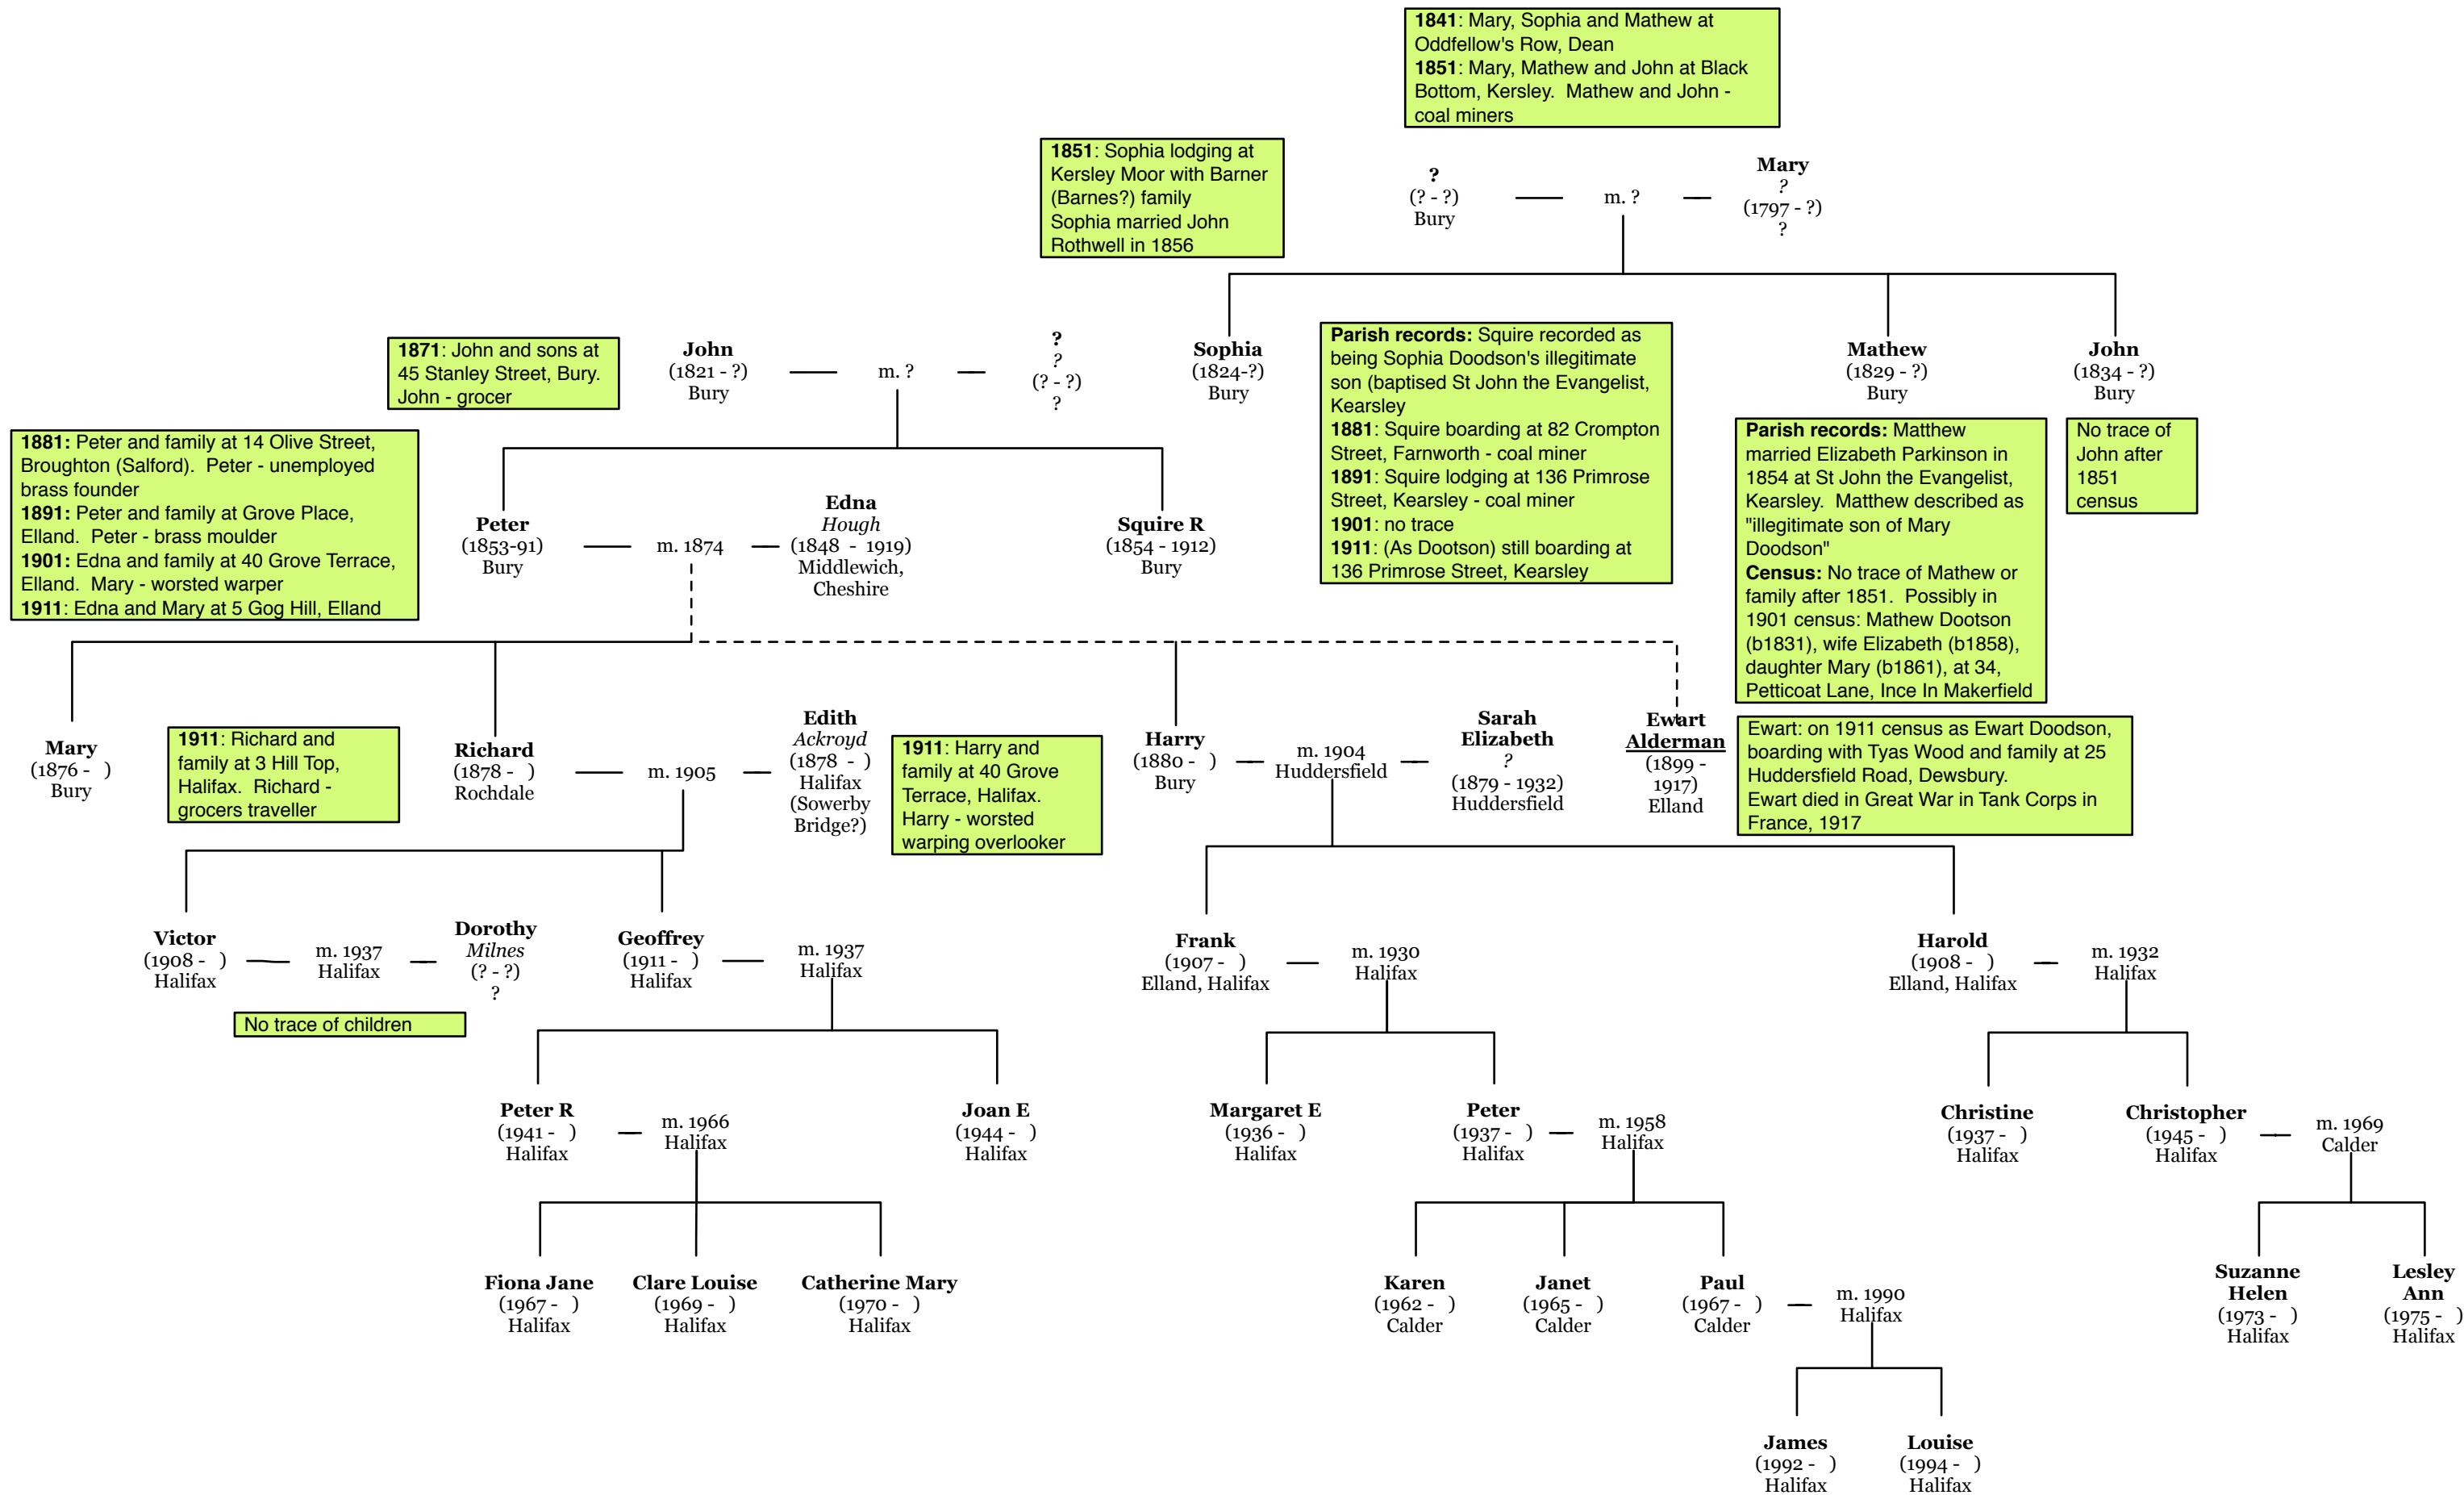 1841: Mary, Sophia and Mathew at
Oddfellow's Row, Dean
1851: Mary, Mathew and John at Black
Bottom, Kersley.  Mathew and John -
coal miners
1851: Sophia lodging at
Kersley Moor with Barner
(Barnes?) family
Sophia married John
Rothwell in 1856
?
(? - ?)
Bury
m. ?
Mary
?
(1797 - ?)
?
1871: John and sons at
45 Stanley Street, Bury.
John - grocer
John
(1821 - ?)
Bury
m. ?
?
?
(? - ?)
?
Sophia
(1824-?)
Bury
Parish records: Squire recorded as
being Sophia Doodson's illegitimate
son (baptised St John the Evangelist,
Kearsley
1881: Squire boarding at 82 Crompton
Street, Farnworth - coal miner
1891: Squire lodging at 136 Primrose
Street, Kearsley - coal miner
1901: no trace
1911: (As Dootson) still boarding at
136 Primrose Street, Kearsley
Mathew
(1829 - ?)
Bury
John
(1834 - ?)
Bury
Parish records: Matthew
married Elizabeth Parkinson in
1854 at St John the Evangelist,
Kearsley.  Matthew described as
"illegitimate son of Mary
Doodson"
Census: No trace of Mathew or
family after 1851.  Possibly in
1901 census: Mathew Dootson
(b1831), wife Elizabeth (b1858),
daughter Mary (b1861), at 34,
Petticoat Lane, Ince In Makerfield
No trace of
John after
1851
census
1881: Peter and family at 14 Olive Street,
Broughton (Salford).  Peter - unemployed
brass founder
1891: Peter and family at Grove Place,
Elland.  Peter - brass moulder
1901: Edna and family at 40 Grove Terrace,
Elland.  Mary - worsted warper
1911: Edna and Mary at 5 Gog Hill, Elland
Peter
(1853-91)
Bury
m. 1874
Edna
Hough
(1848 - 1919)
Middlewich,
Cheshire
Squire R
(1854 - 1912)
Bury
Mary
(1876 -   )
Bury
1911: Richard and
family at 3 Hill Top,
Halifax.  Richard -
grocers traveller
Richard
(1878 -   )
Rochdale
m. 1905
Edith
Ackroyd
(1878  -  )
Halifax
(Sowerby
Bridge?)
1911: Harry and
family at 40 Grove
Terrace, Halifax.
Harry - worsted
warping overlooker
Harry
(1880 -   )
Bury
m. 1904
Huddersfield
Sarah
Elizabeth
?
(1879 - 1932)
Huddersfield
Ewart
Alderman
(1899 -
1917)
Elland
Ewart: on 1911 census as Ewart Doodson,
boarding with Tyas Wood and family at 25
Huddersfield Road, Dewsbury.
Ewart died in Great War in Tank Corps in
France, 1917
Victor
(1908 -   )
Halifax
m. 1937
Halifax
Dorothy
Milnes
(? - ?)
?
No trace of children
Geoffrey
(1911 -   )
Halifax
m. 1937
Halifax
Frank
(1907 -   )
Elland, Halifax
m. 1930
Halifax
Harold
(1908 -   )
Elland, Halifax
m. 1932
Halifax
Peter R
(1941 -   )
Halifax
m. 1966
Halifax
Joan E
(1944 -   )
Halifax
Margaret E
(1936 -   )
Halifax
Peter
(1937 -   )
Halifax
m. 1958
Halifax
Christine
(1937 -   )
Halifax
Christopher
(1945 -   )
Halifax
m. 1969
Calder
Fiona Jane
(1967 -   )
Halifax
Clare Louise
(1969 -   )
Halifax
Catherine Mary
(1970 -   )
Halifax
Karen
(1962 -   )
Calder
Janet
(1965 -   )
Calder
Paul
(1967 -   )
Calder
m. 1990
Halifax
Suzanne
Helen
(1973 -   )
Halifax
Lesley
Ann
(1975 -   )
Halifax
James
(1992 -   )
Halifax
Louise
(1994 -   )
Halifax